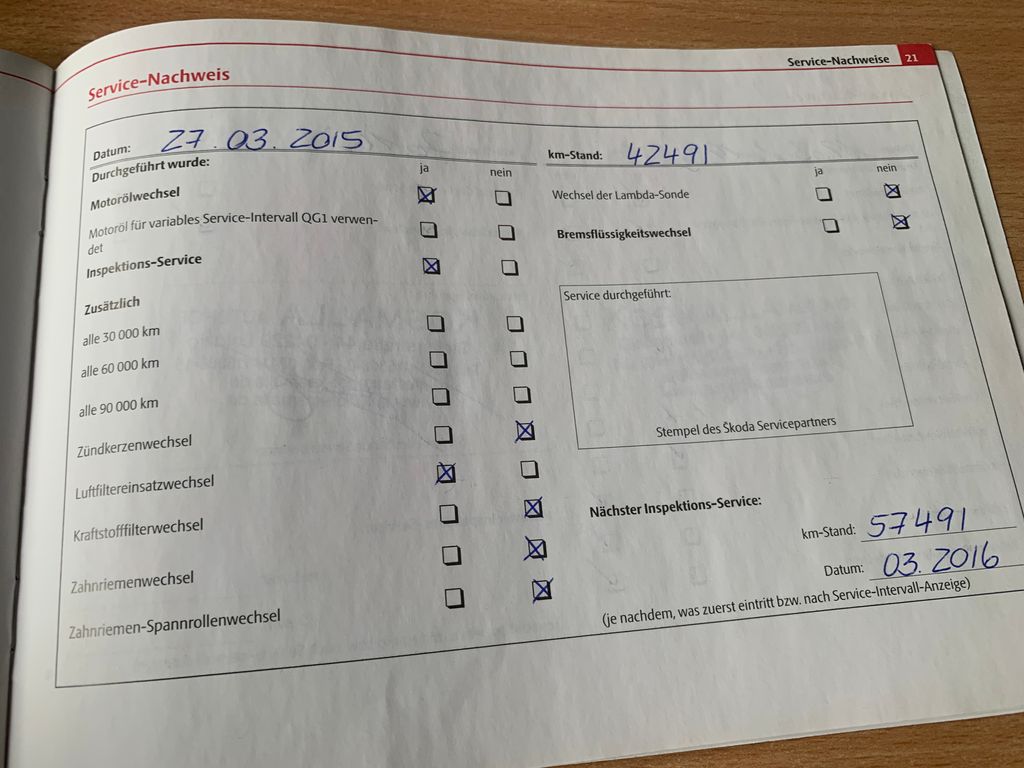 Service-Nachweise 21
Service-Nachweis
Datum: 27.03.2015
km-Stand: 42491
Durchgeführt wurde:
ja nein
Motorölwechsel
Motoröl für variables Service-Intervall QG1 verwen-
det
Inspektions-Service
Zusätzlich
alle 30 000 km
alle 60 000 km
alle 90 000 km
Zündkerzenwechsel
Luftfiltereinsatzwechsel
Kraftstofffilterwechsel
Zahnriemenwechsel
Zahnriemen-Spannrollenwechsel
ja nein
Wechsel der Lambda-Sonde
Bremsflüssigkeitswechsel
Service durchgeführt:
Stempel des Škoda Servicepartners
Nächster Inspektions-Service:
km-Stand: 57491
Datum: 03.2016
(je nachdem, was zuerst eintritt bzw. nach Service-Intervall-Anzeige)